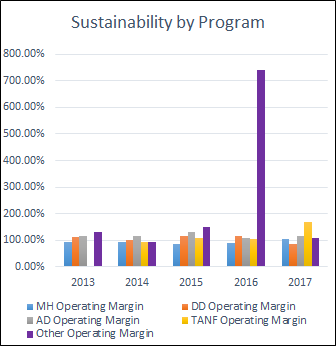 Sustainability by Program
800.00%
700.00%
600.00%
500.00%
400.00%
300.00%
200.00%
100.00%
0.00%
2013 2014 2015 2016 2017
MH Operating Margin DD Operating Margin
AD Operating Margin TANF Operating Margin
Other Operating Margin